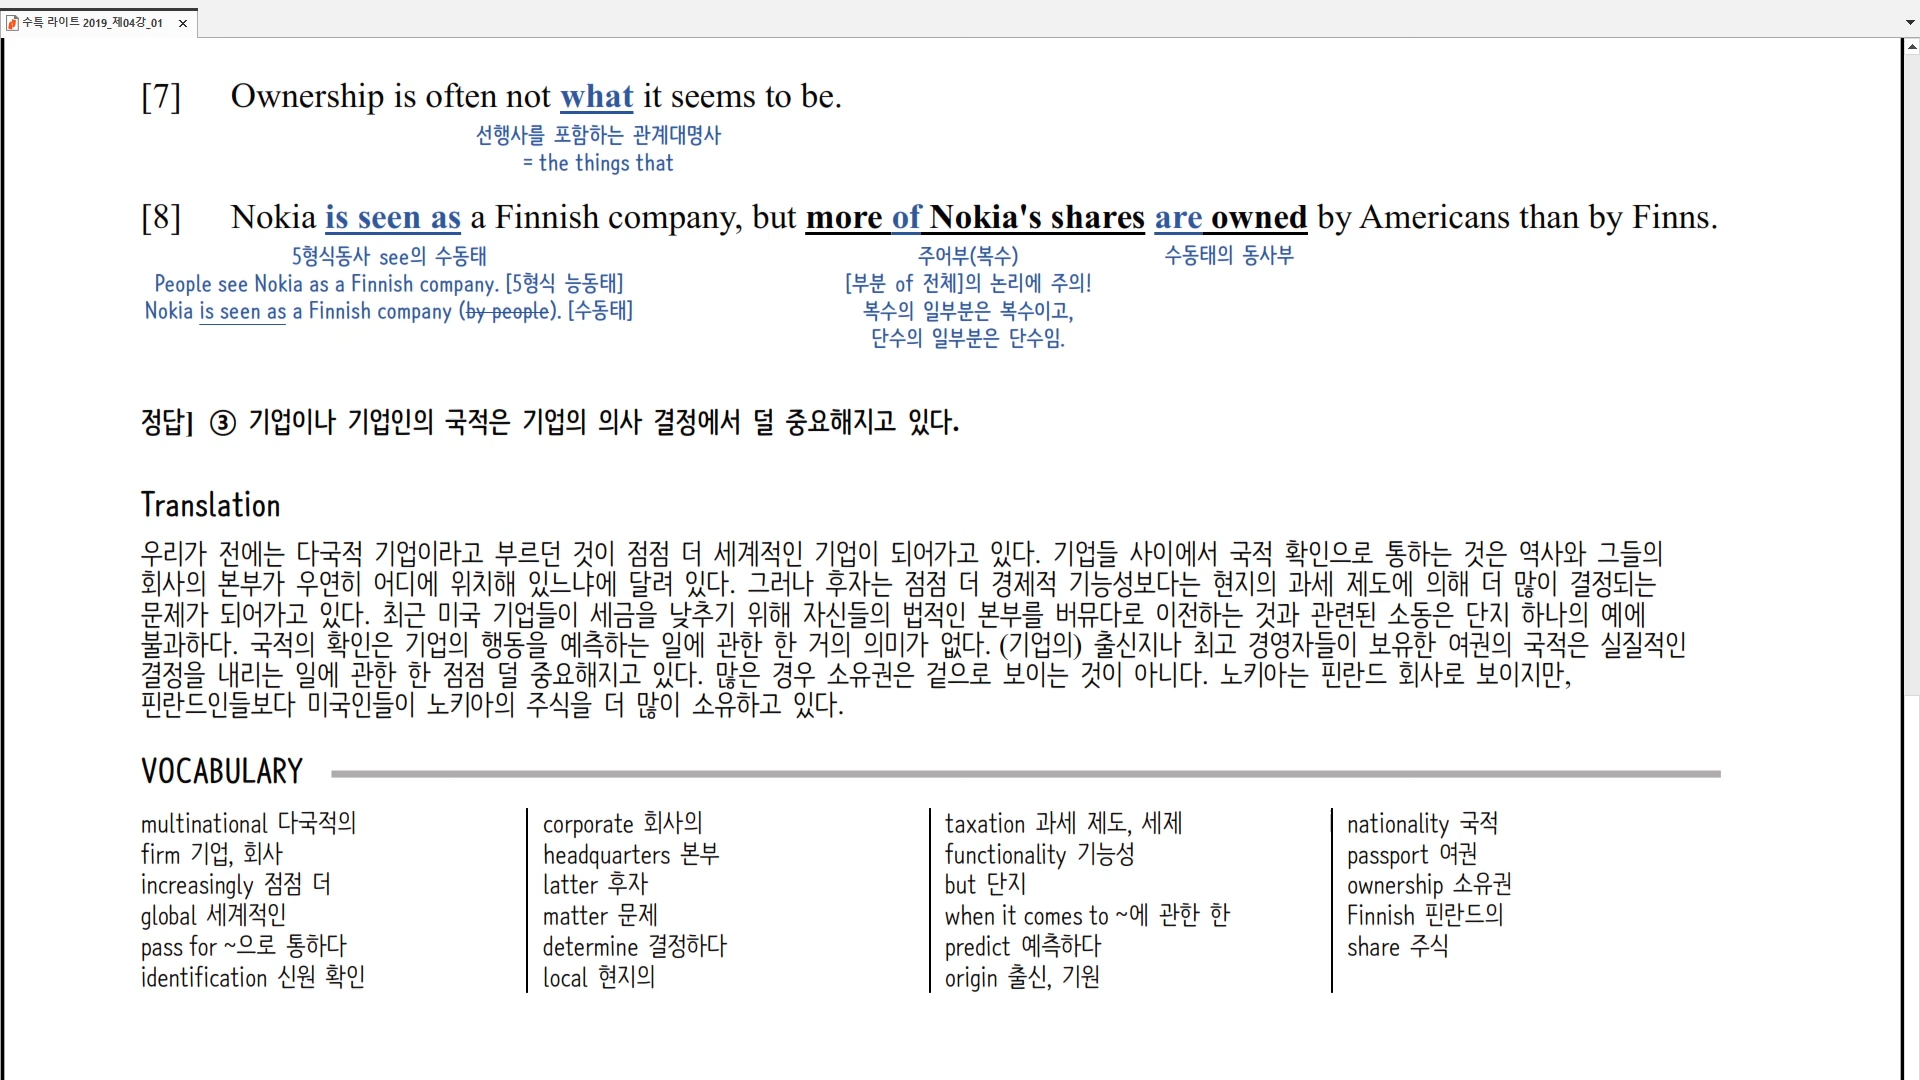 수특 라이트 2019_제04강_01
[7] Ownership is often not what it seems to be.
선행사를 포함하는 관계대명사
= the things that
[8] Nokia is seen as a Finnish company, but more of Nokia's shares are owned by Americans than by Finns.
5형식동사 see의 수동태 주어부(복수) 수동태의 동사부
People see Nokia as a Finnish company. [5형식 능동태] [부분 of 전체]의 논리에 주의!
Nokia is seen as a Finnish company (by people). [수동태] 복수의 일부분은 복수이고,
단수의 일부분은 단수임.
정답] ③ 기업이나 기업인의 국적은 기업의 의사 결정에서 덜 중요해지고 있다.
Translation
우리가 전에는 다국적 기업이라고 부르던 것이 점점 더 세계적인 기업이 되어가고 있다. 기업들 사이에서 국적 확인으로 통하는 것은 역사와 그들의
회사의 본부가 우연히 어디에 위치해 있느냐에 달려 있다. 그러나 후자는 점점 더 경제적 기능성보다는 현지의 과세 제도에 의해 더 많이 결정되는
문제가 되어가고 있다. 최근 미국 기업들이 세금을 낮추기 위해 자신들의 법적인 본부를 버뮤다로 이전하는 것과 관련된 소동은 단지 하나의 예에
불과하다. 국적의 확인은 기업의 행동을 예측하는 일에 관한 한 거의 의미가 없다. (기업의) 출신지나 최고 경영자들이 보유한 여권의 국적은 실질적인
결정을 내리는 일에 관한 한 점점 덜 중요해지고 있다. 많은 경우 소유권은 겉으로 보이는 것이 아니다. 노키아는 핀란드 회사로 보이지만,
핀란드인들보다 미국인들이 노키아의 주식을 더 많이 소유하고 있다.
VOCABULARY
multinational 다국적의
firm 기업, 회사
increasingly 점점 더
global 세계적인
pass for ~으로 통하다
identification 신원 확인
corporate 회사의
headquarters 본부
latter 후자
matter 문제
determine 결정하다
local 현지의
taxation 과세 제도, 세제
functionality 기능성
but 단지
when it comes to ~에 관한 한
predict 예측하다
origin 출신, 기원
nationality 국적
passport 여권
ownership 소유권
Finnish 핀란드의
share 주식